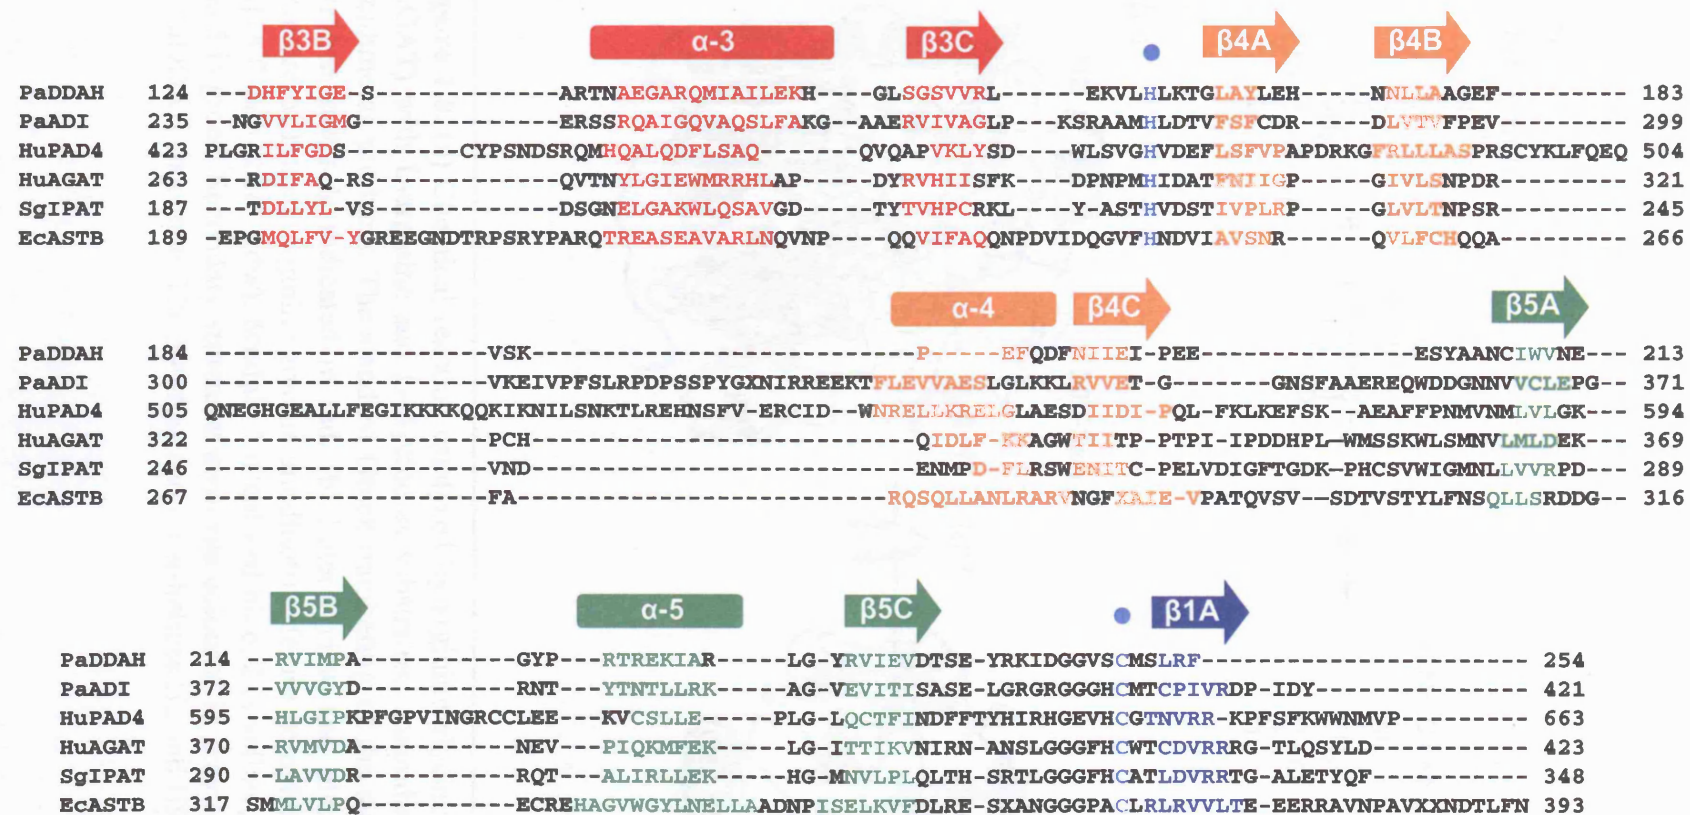 β3B α-3 β3C β4A β4B
PaDDAH 124 ---DHFYIGE-S-------------ARTNAEGARQMIAILEKH----GLSGSVVRL------EKVLHLKTGLAYLEH-----NNLLAAGEF--------- 183
PaADI 235 --NGVVLIGMG--------------ERSSRQAIGQVAQSLFAKG--AAERVIVAGLP---KSRAAMHLDTVFSFCDR-----DLVTVFPEV--------- 299
HuPAD4 423 PLGRILFGDS--------CYPSNDSRQMHQALQDFLSAQ-------QVQAPVKLYSD----WLSVGHVDEFLSFVPAPDRKGFRLLLASPRSCYKLFQEQ 504
HuAGAT 263 ---RDIFAQ-RS-------------QVTNYLGIEWMRRHLAP-----DYRVHIISFK----DPNPMHIDATFNIIGP------GIVLSNPDR--------- 321
SgIPAT 187 ---TDLLYL-VS-------------DSGNELGAKWLQSAVGD-----TYTVHPCRKL----Y-ASTHVDSTIVPLRP------GLVLTNPSR--------- 245
EcASTB 189 -EPGMQLFV-YGREEGNDTRPSRYPARQTREASEAVARLNQVNP----QQVIFAQQNPDVIDQGVFHNDVIAVSNR------QVLFCHQQA--------- 266
α-4 β4C β5A
PaDDAH 184 --------------------VSK---------------------------P-----EFQDFNIIEI-PEE---------------ESYAANCIWVNE--- 213
PaADI 300 --------------------VKEIVPFSLRPDPSSPYGXNIRREEKTFLEVVAESLGLKKLRVVET-G-------GNSFAAEREQWDDGNNVVCLEPG-- 371
HuPAD4 505 QNEGHGEALLFEGIKKKKQQKIKNILSNKTLREHNSFV-ERCID--WNRELLKRELGLAESDIIDI-PQL-FKLKEFSK--AEAFFPNMVNMLVLGK--- 594
HuAGAT 322 --------------------PCH---------------------------QIDLF-KKAGWTIITP-PTPI-IPDDHPL-WMSSKWLSMNVLMLDEK--- 369
SgIPAT 246 --------------------VND---------------------------ENMPD-FLRSWENITC-PELVDIGFTGDK-PHCSVWIGMNLLVVRPD--- 289
EcASTB 267 --------------------FA--------------------------RQSQLLANLRARVNGFXAIE-VPATQVSV--SDTVSTYLFNSQLLSRDDG-- 316
β5B α-5 β5C β1A
PaDDAH 214 --RVIMPA-----------GYP---RTREKIAR-----LG-YRVIEVDTSE-YRKIDGGVSCMSLRF----------------------- 254
PaADI 372 --VVVGYD-----------RNT---YTNTLLRK-----AG-VEVITISASE-LGRGRGGGHCMTCPIVRDP-IDY--------------- 421
HuPAD4 595 --HLGIPKPFGPVINGRCCLEE---KVCSLLE-----PLG-LQCTFINDFFTYHIRHGEVHCGTNVRR-KPFSFKWWNMVP--------- 663
HuAGAT 370 --RVMVDA-----------NEV---PIQKMFEK-----LG-ITTIKVNIRN-ANSLGGGFHCWTCDVRRRG-TLQSYLD----------- 423
SgIPAT 290 --LAVVDR-----------RQT---ALIRLLEK-----HG-MNVLPLQLTH-SRTLGGGFHCATLDVRRTG-ALETYQF----------- 348
EcASTB 317 SMMLVLPQ-----------ECREHAGVWGYLNELLAADNPISELKVFDLRE-SXANGGGPACLRLRVVLTE-EERRAVNPAVXXNDTLFN 393